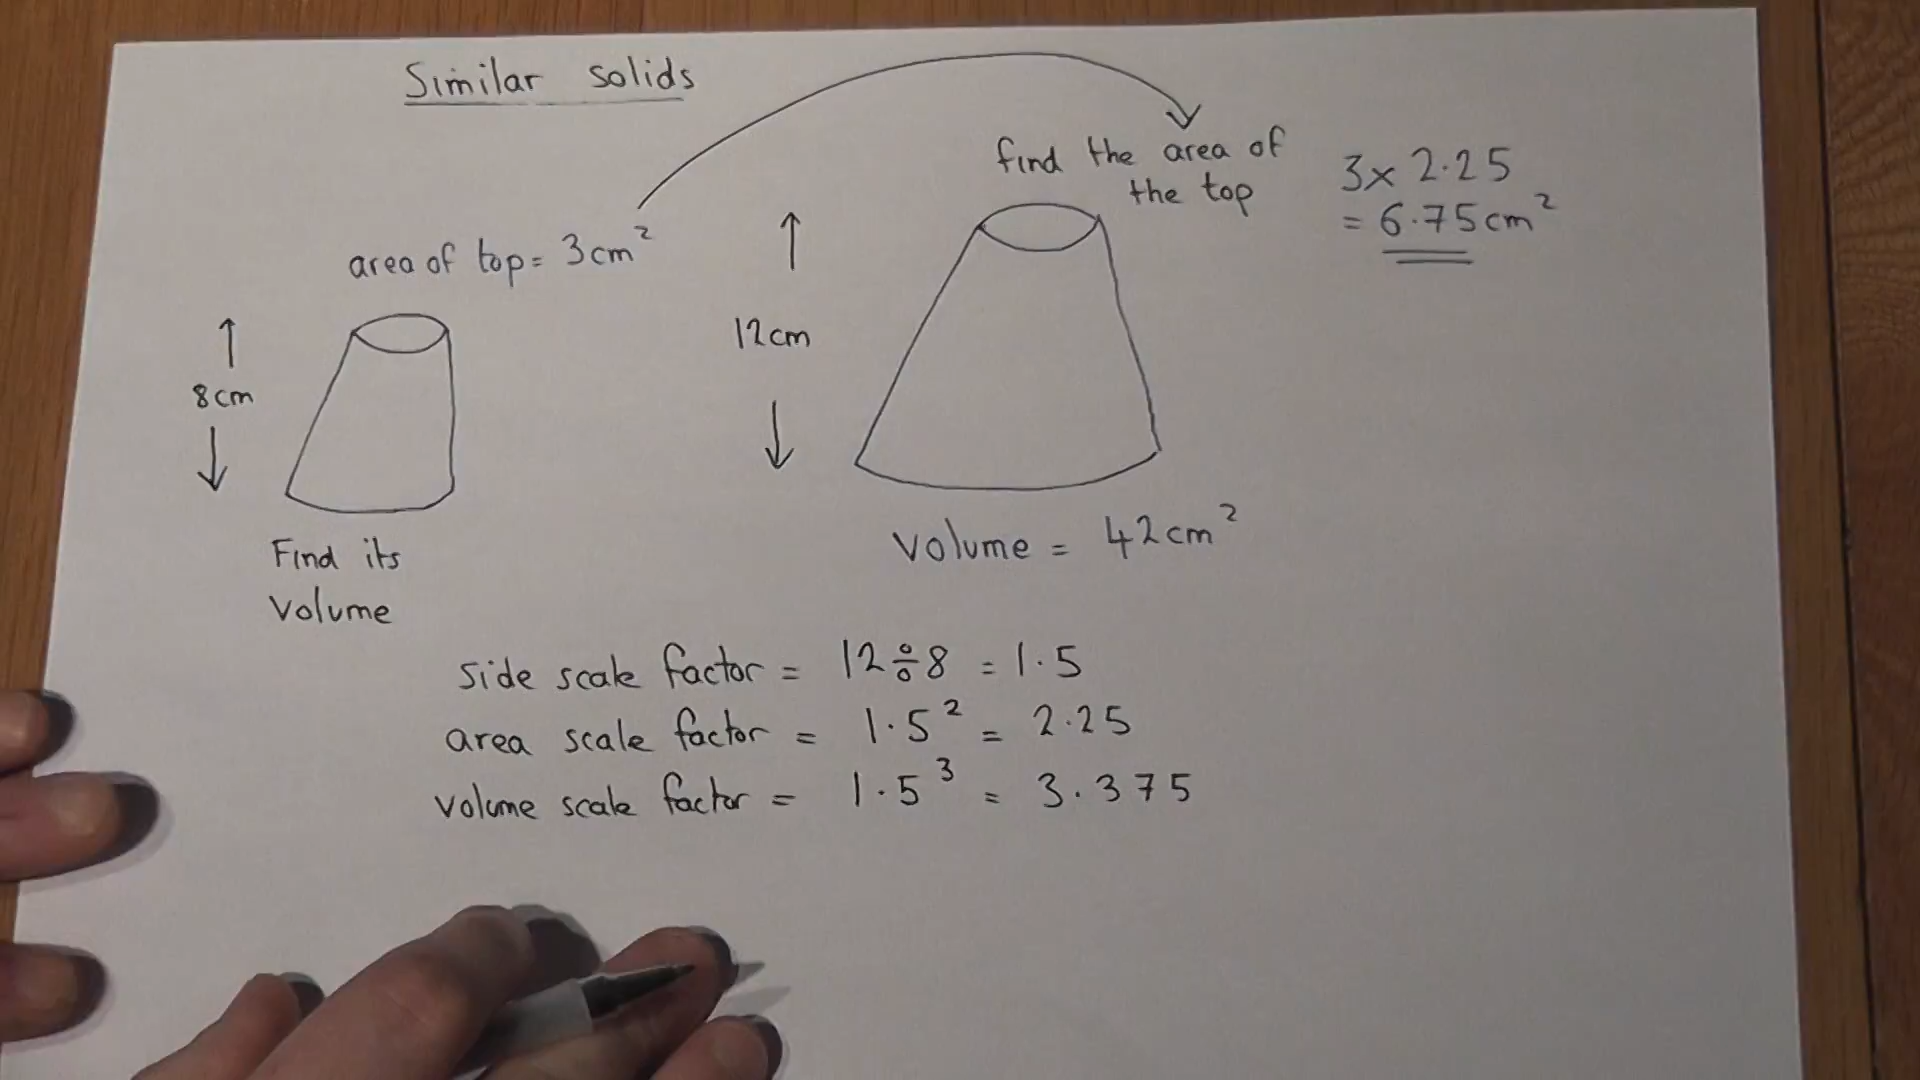 Similar solids
find the area of
the top
3 x 2.25
= 6.75cm²
area of top = 3cm²
12cm
8cm
Volume = 42cm²
Find its
volume
side scale factor = 12÷8 = 1.5
area scale factor = 1.5² = 2.25
volume scale factor = 1.5³ = 3.375